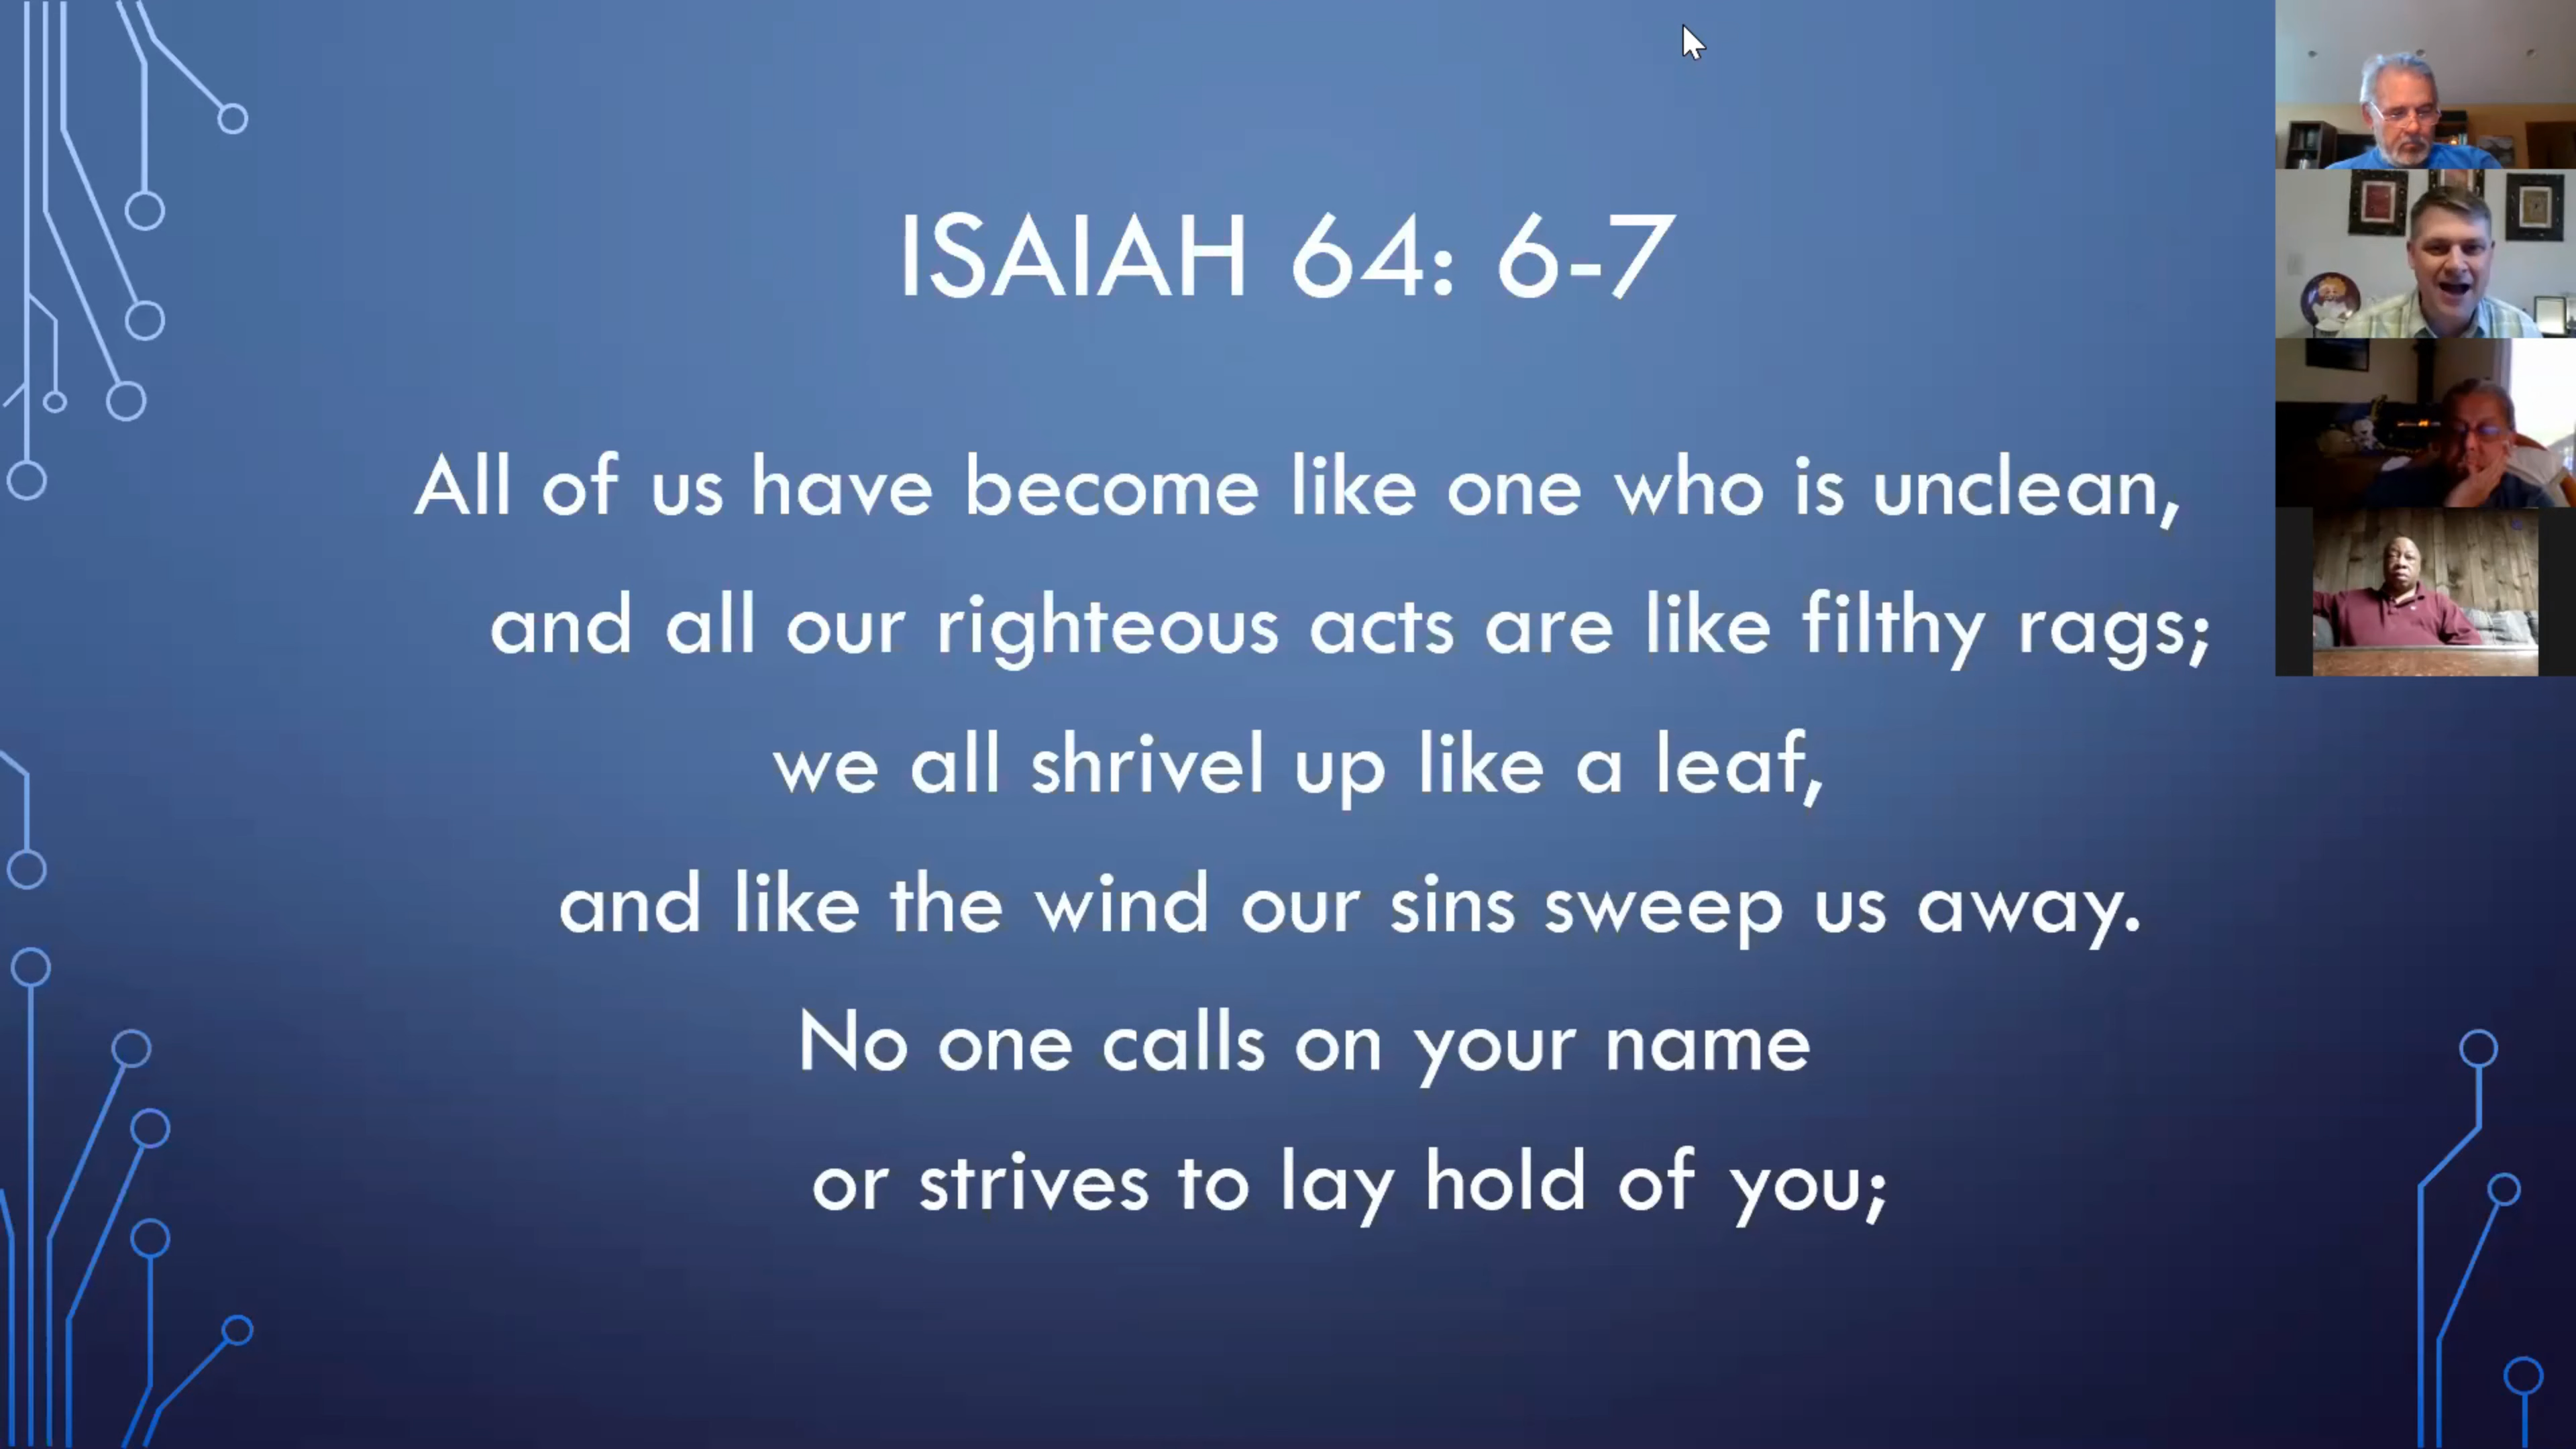 ISAIAH 64: 6-7
All of us have become like one who is unclean,
and all our righteous acts are like filthy rags;
we all shrivel up like a leaf,
and like the wind our sins sweep us away.
No one calls on your name
or strives to lay hold of you;